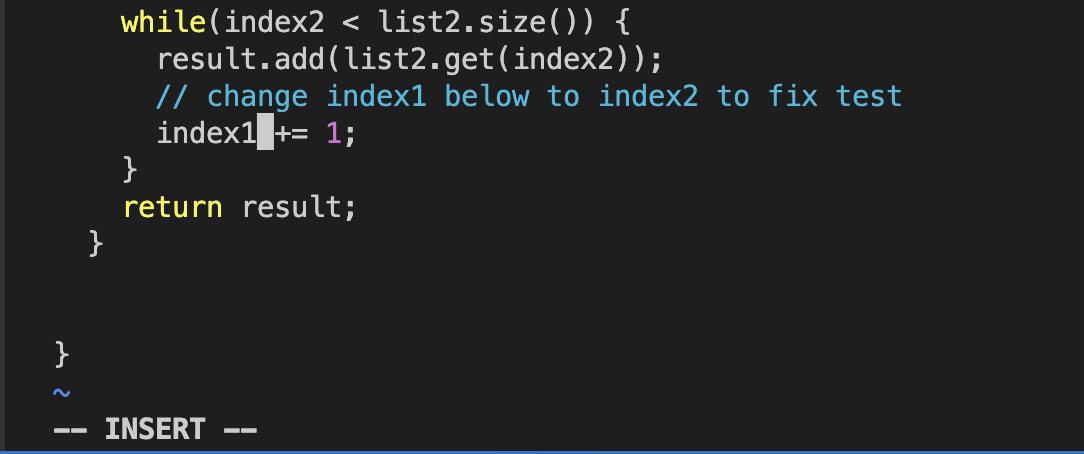 while(index2 < list2.size()) {
result.add(list2.get(index2));
// change index1 below to index2 to fix test
index1 += 1;
}
return result;
}
}
~
-- INSERT --